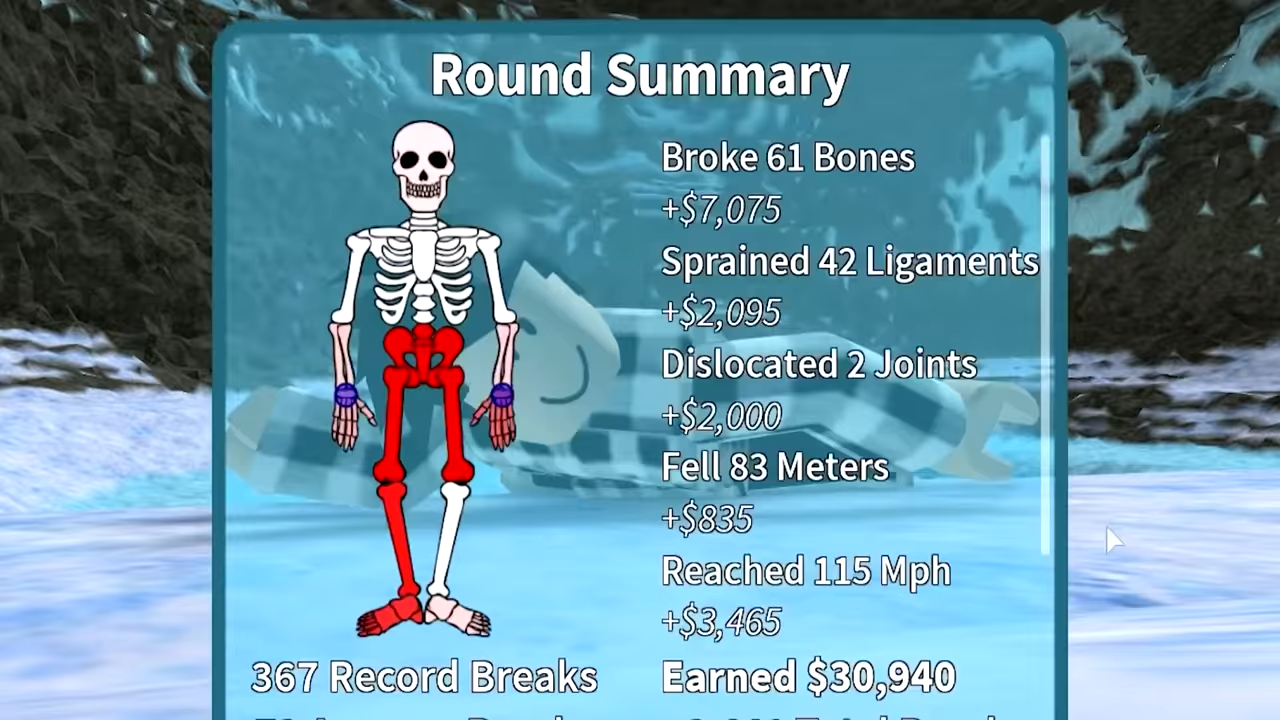 Round Summary
Broke 61 Bones
+$7,075
Sprained 42 Ligaments
+$2,095
Dislocated 2 Joints
+$2,000
Fell 83 Meters
+$835
Reached 115 Mph
+$3,465
367 Record Breaks
Earned $30,940